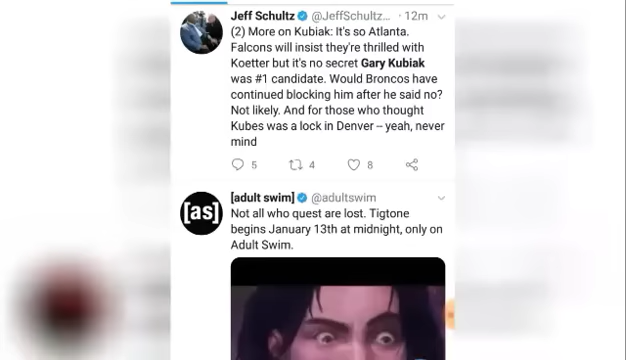 Jeff Schultz @JeffSchultz... · 12m
(2) More on Kubiak: It's so Atlanta.
Falcons will insist they're thrilled with
Koetter but it's no secret Gary Kubiak
was #1 candidate. Would Broncos have
continued blocking him after he said no?
Not likely. And for those who thought
Kubes was a lock in Denver -- yeah, never
mind
5 4 8
[as]
[adult swim] @adultswim
Not all who quest are lost. Tigtone
begins January 13th at midnight, only on
Adult Swim.